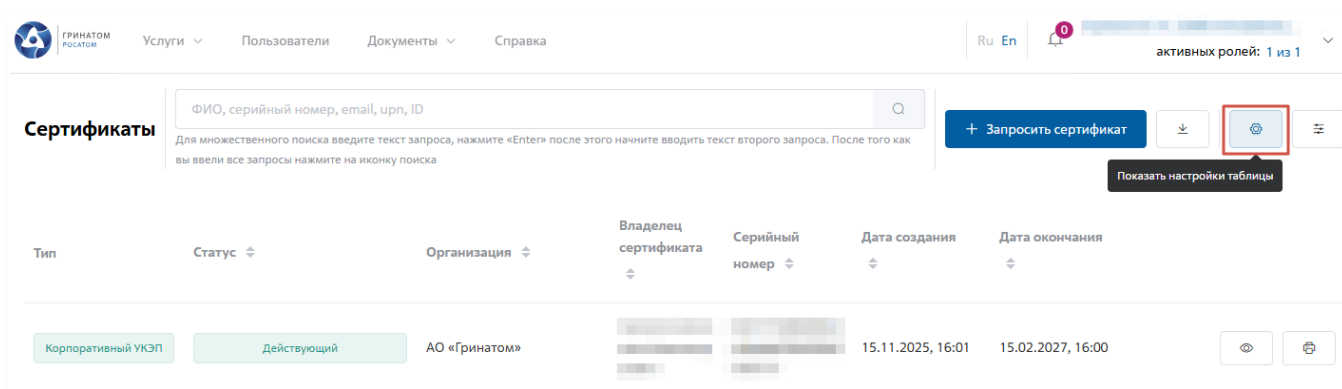 ГРИНАТОМ
РОСАТОМ
Услуги
Пользователи
Документы
Справка
Ru En
0
активных ролей: 1 из 1
Сертификаты
ФИО, серийный номер, email, upn, ID
Для множественного поиска введите текст запроса, нажмите «Enter» после этого начните вводить текст второго запроса. После того как
вы ввели все запросы нажмите на иконку поиска
+ Запросить сертификат
Показать настройки таблицы
Тип
Статус
Организация
Владелец
сертификата
Серийный
номер
Дата создания
Дата окончания
Корпоративный УКЭП
Действующий
АО «Гринатом»
15.11.2025, 16:01
15.02.2027, 16:00